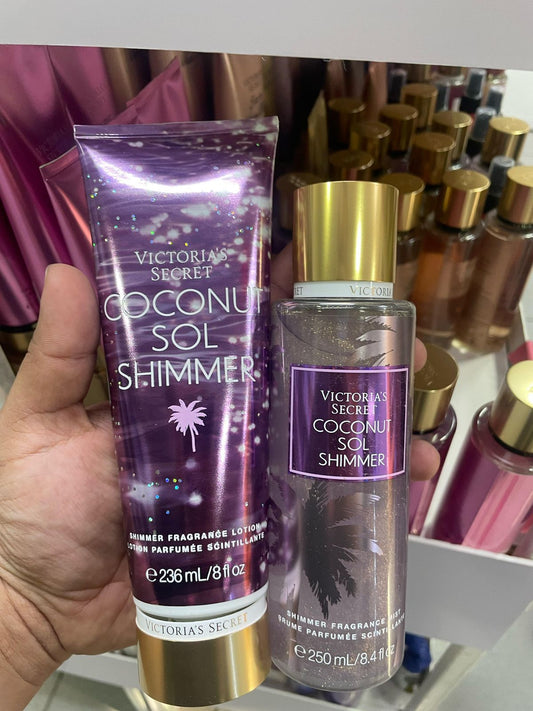 VICTORIA'S
SECRET
COCONUT
SOL
SHIMMER
SHIMMER FRAGRANCE LOTION
LOTION PARFUMÉE SCINTILLANTE
℮ 236 mL/8 fl oz
VICTORIA'S SECRET
VICTORIA
VICTORIA'S
SECRET
COCONUT
SOL
SHIMMER
SHIMMER FRAGRANCE MIST
BRUME PARFUMÉE SCINTILLANTE
℮ 250 mL/8.4 fl oz